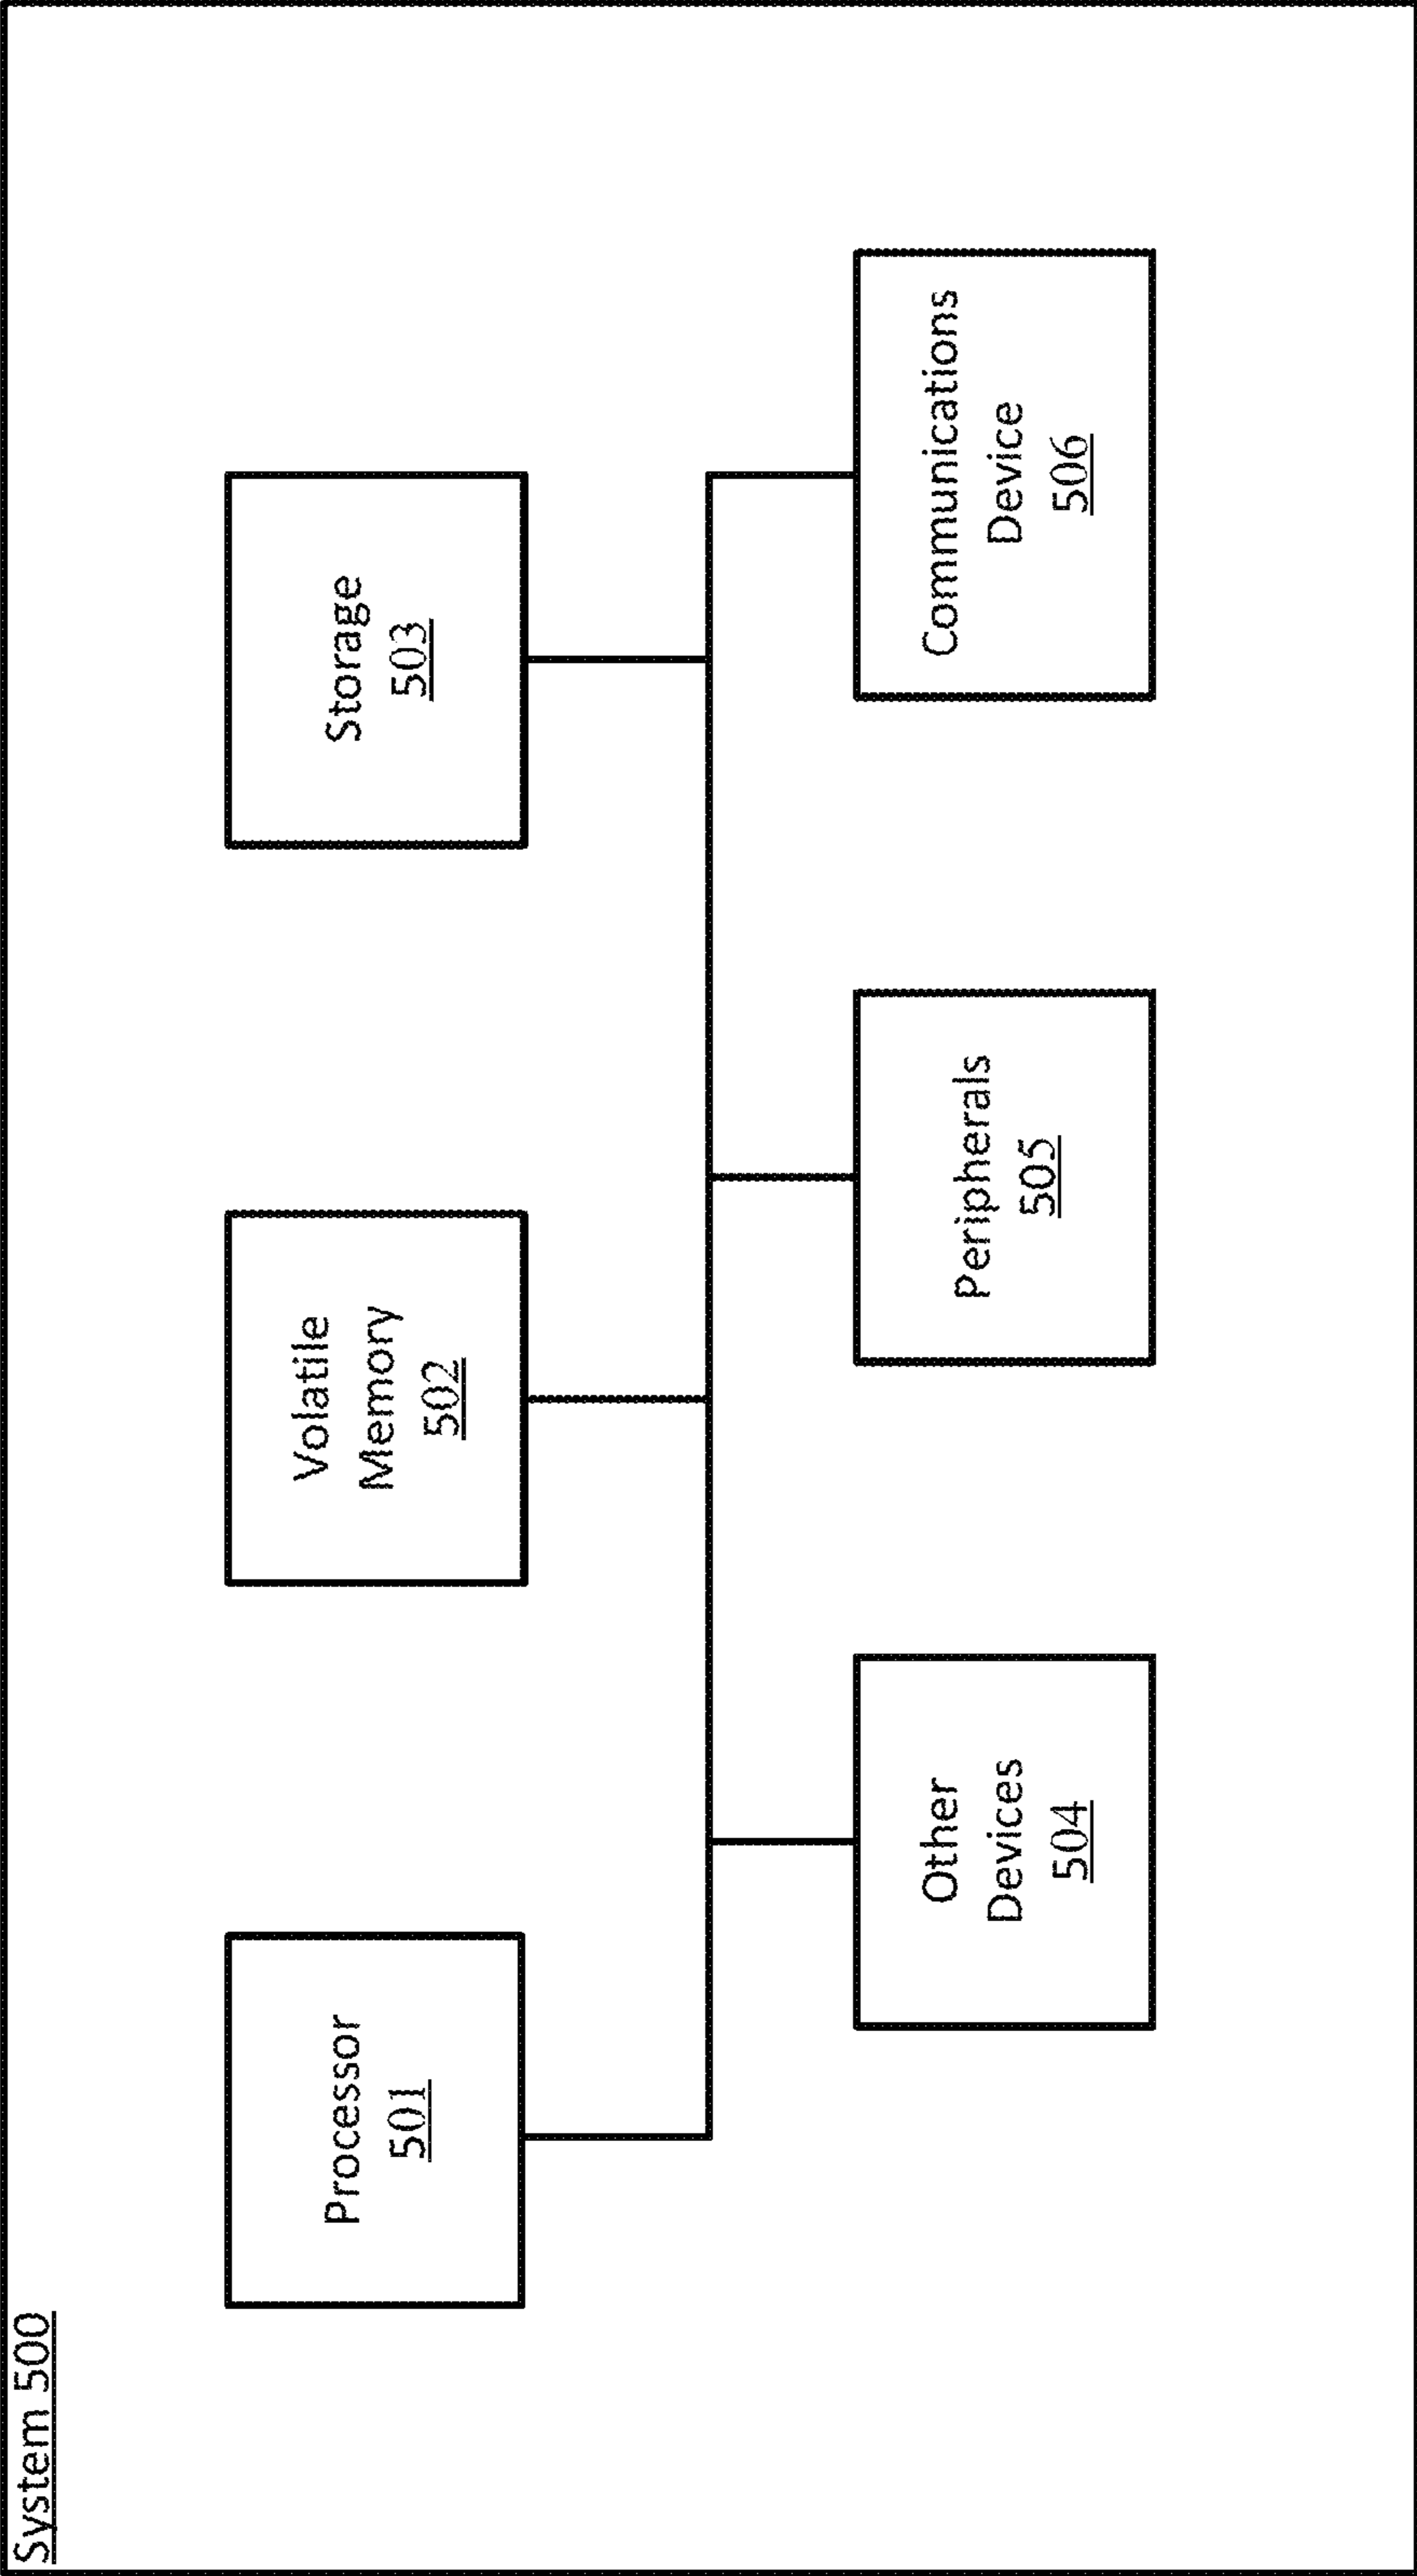 System 500
Processor
501
Volatile
Memory
502
Storage
503
Other
Devices
504
Peripherals
505
Communications
Device
506